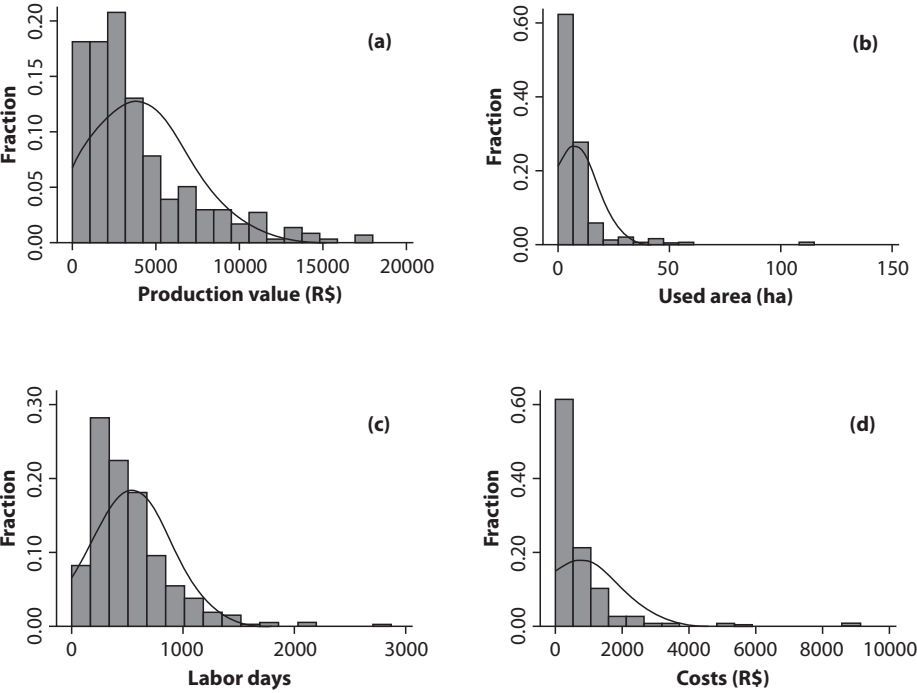 (a)
Fraction
0.00 0.05 0.10 0.15 0.20
0 5000 10000 15000 20000
Production value (R$)
(b)
Fraction
0.00 0.20 0.40 0.60
0 50 100 150
Used area (ha)
(c)
Fraction
0.00 0.10 0.20 0.30
0 1000 2000 3000
Labor days
(d)
Fraction
0.00 0.20 0.40 0.60
0 2000 4000 6000 8000 10000
Costs (R$)